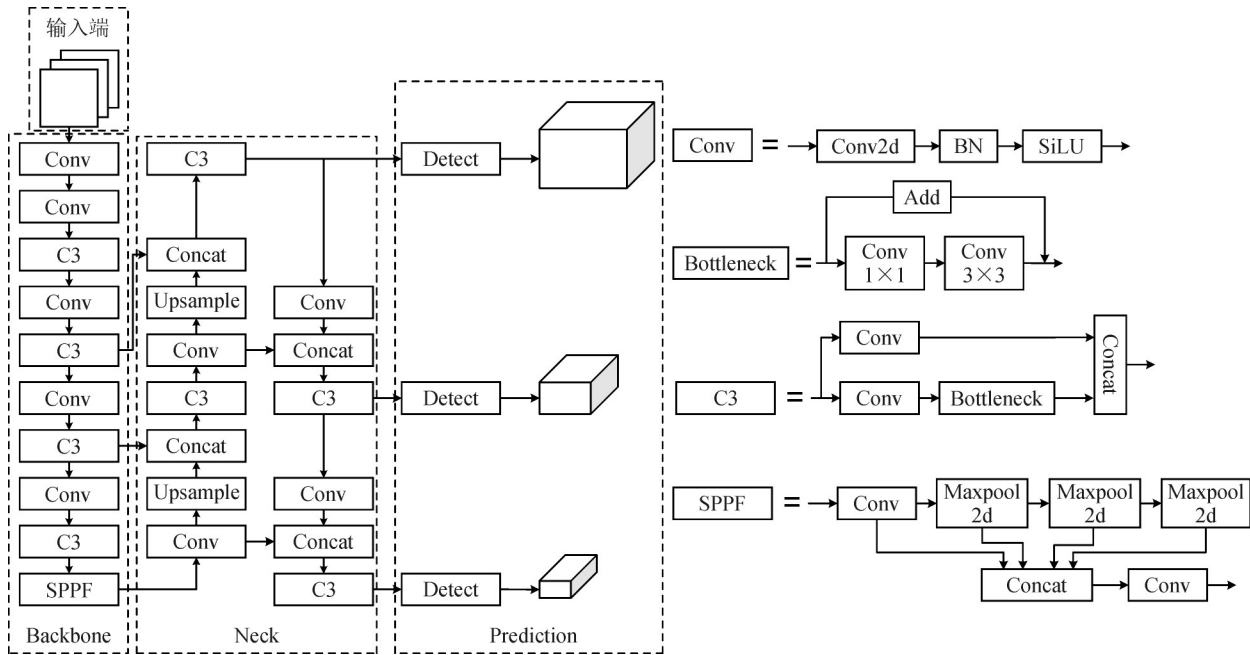 输入端
Conv
Conv
C3
Conv
C3
Conv
C3
Conv
C3
SPPF
Backbone
C3
Concat
Upsample
Conv
C3
Concat
Upsample
Conv
Conv
Concat
C3
Conv
Concat
C3
Neck
Detect
Detect
Detect
Prediction
Conv
=
Conv2d
BN
SiLU
Bottleneck
=
Add
Conv
1×1
Conv
3×3
C3
=
Conv
Conv
Bottleneck
Concat
SPPF
=
Conv
Maxpool
2d
Maxpool
2d
Maxpool
2d
Concat
Conv